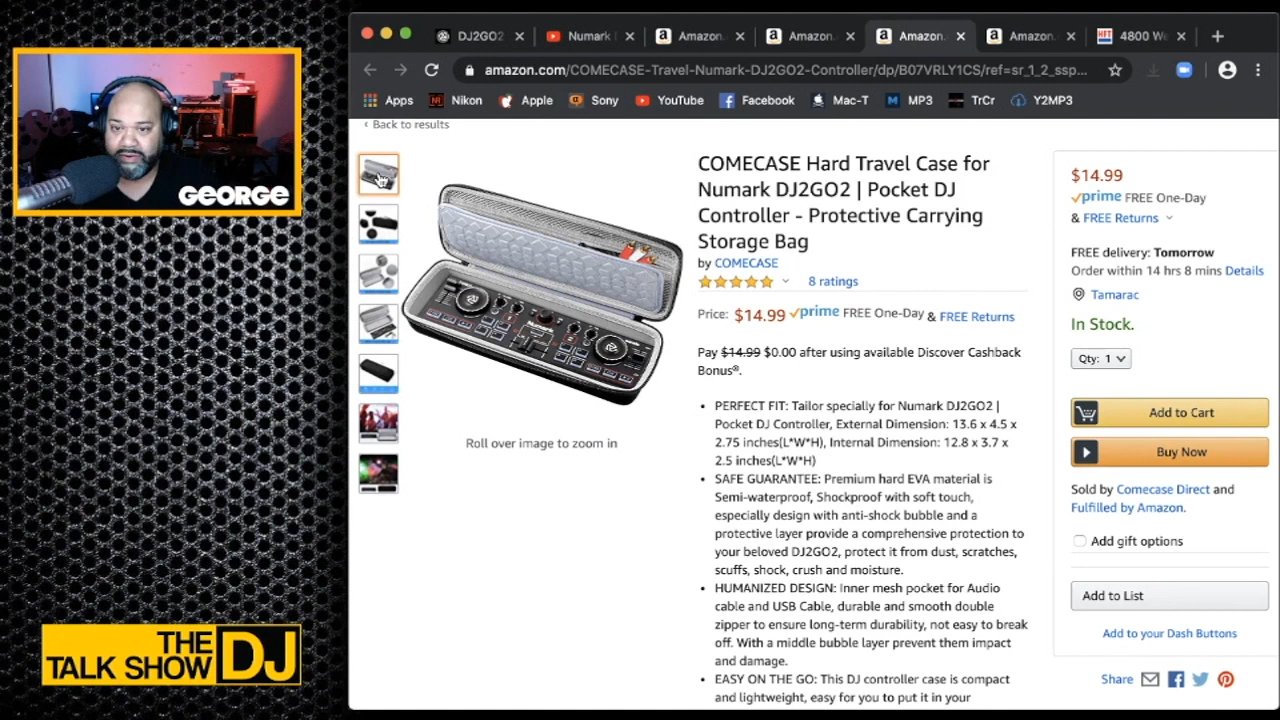 DJ2GO2
Numark
Amazon.
Amazon.
Amazon.
Amazon.
HFT
4800 We
amazon.com/COMECASE-Travel-Numark-DJ2GO2-Controller/dp/B07YRLY1CS/ref=sr_1_2_ssp...
Apps
Nikon
Apple
Sony
YouTube
Facebook
Mac-T
MP3
TrCr
Y2MP3
‹ Back to results
GEORGE
COMECASE Hard Travel Case for
Numark DJ2GO2 | Pocket DJ
Controller - Protective Carrying
Storage Bag
by COMECASE
8 ratings
Price: $14.99 prime FREE One-Day & FREE Returns
Pay $14.99 $0.00 after using available Discover Cashback
Bonus®.
• PERFECT FIT: Tailor specially for Numark DJ2GO2 |
Pocket DJ Controller, External Dimension: 13.6 x 4.5 x
2.75 inches(L*W*H), Internal Dimension: 12.8 x 3.7 x
2.5 inches(L*W*H)
• SAFE GUARANTEE: Premium hard EVA material is
Semi-waterproof, Shockproof with soft touch,
especially design with anti-shock bubble and a
protective layer provide a comprehensive protection to
your beloved DJ2GO2, protect it from dust, scratches,
scuffs, shock, crush and moisture.
• HUMANIZED DESIGN: Inner mesh pocket for Audio
cable and USB Cable, durable and smooth double
zipper to ensure long-term durability, not easy to break
off. With a middle bubble layer prevent them impact
and damage.
• EASY ON THE GO: This DJ controller case is compact
and lightweight, easy for you to put it in your
Roll over image to zoom in
$14.99
prime FREE One-Day
& FREE Returns
FREE delivery: Tomorrow
Order within 14 hrs 8 mins Details
Tamarac
In Stock.
Qty: 1
Add to Cart
Buy Now
Sold by Comecase Direct and
Fulfilled by Amazon.
Add gift options
Add to List
Add to your Dash Buttons
Share
THE
TALK SHOW
DJ